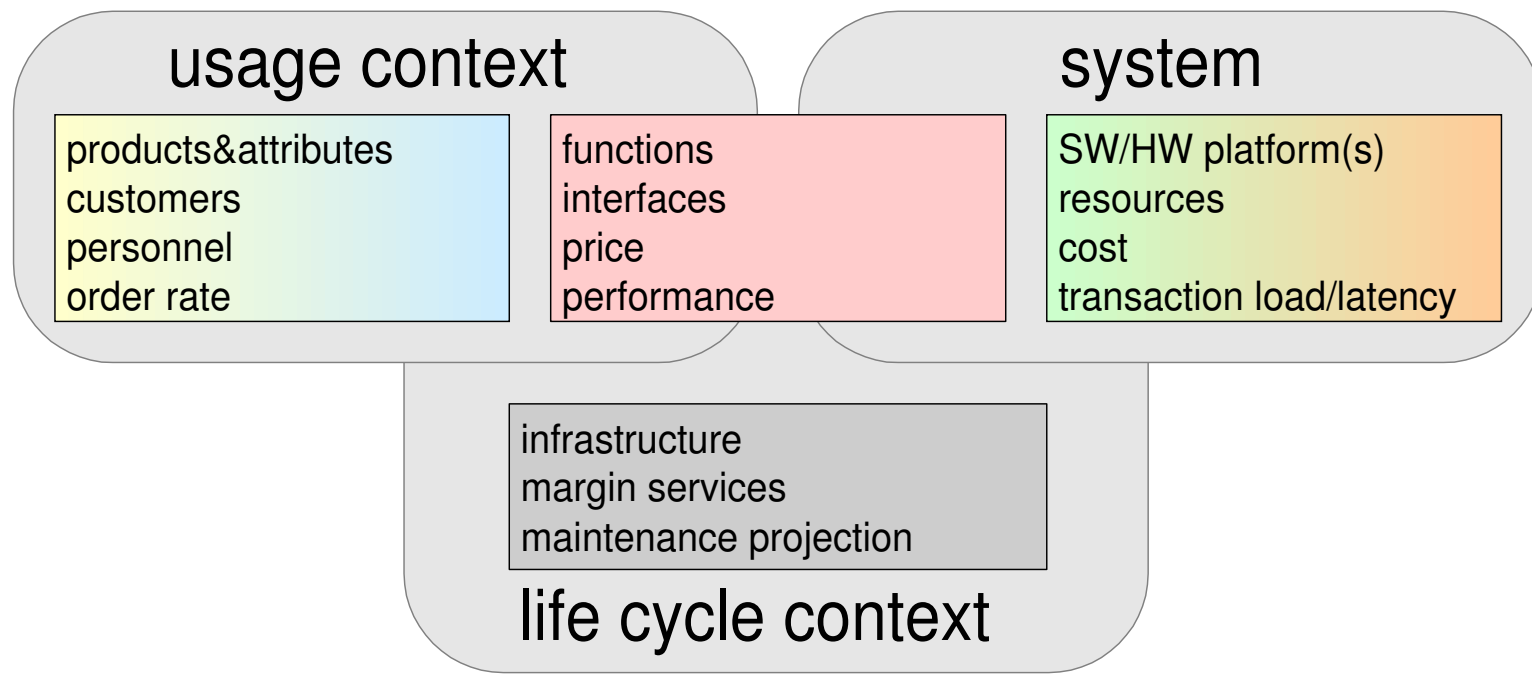 usage context
products&attributes
customers
personnel
order rate
functions
interfaces
price
performance
system
SW/HW platform(s)
resources
cost
transaction load/latency
infrastructure
margin services
maintenance projection
life cycle context